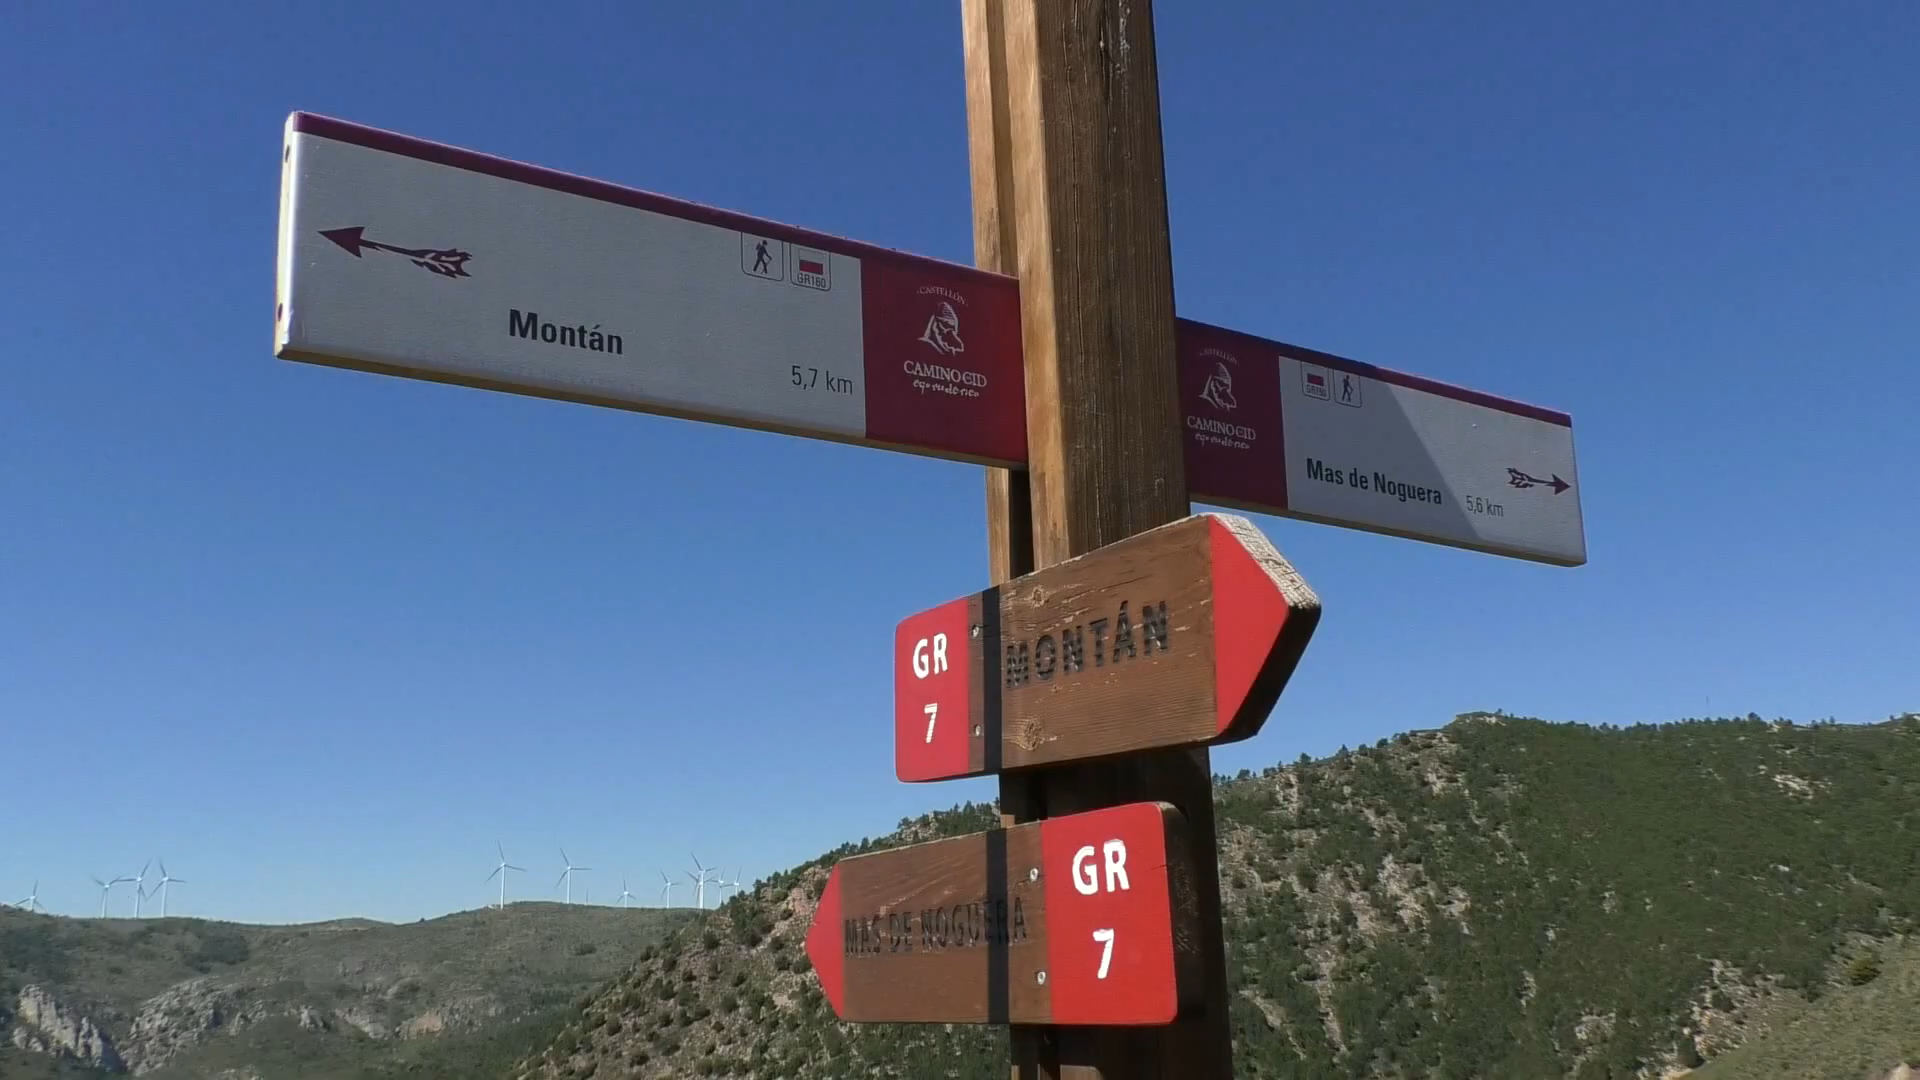 GR160
Montán
5,7 km
CASTELLÓN
CAMINO CID
CASTELLÓN
CAMINO CID
GR160
Mas de Noguera
5,6 km
GR
7
MONTÁN
MAS DE NOGUERA
GR
7